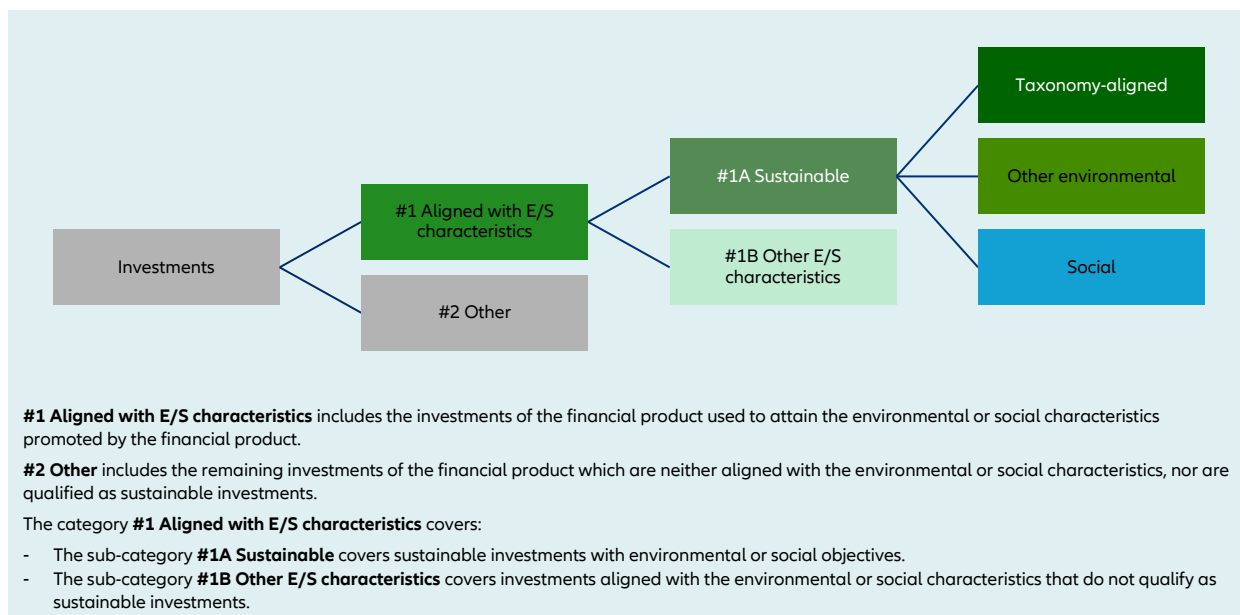 Taxonomy-aligned
#1A Sustainable
Other environmental
#1 Aligned with E/S
characteristics
Investments
#1B Other E/S
characteristics
Social
#2 Other
#1 Aligned with E/S characteristics includes the investments of the financial product used to attain the environmental or social characteristics
promoted by the financial product.
#2 Other includes the remaining investments of the financial product which are neither aligned with the environmental or social characteristics, nor are
qualified as sustainable investments.
The category #1 Aligned with E/S characteristics covers:
- The sub-category #1A Sustainable covers sustainable investments with environmental or social objectives.
- The sub-category #1B Other E/S characteristics covers investments aligned with the environmental or social characteristics that do not qualify as
sustainable investments.